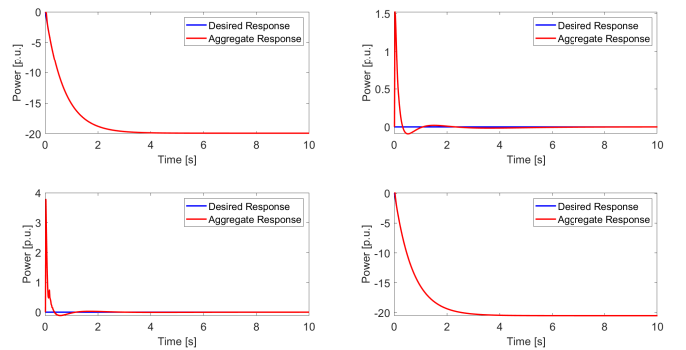 0
-5
-10
-15
-20
Power [p.u.]
Desired Response
Aggregate Response
0 2 4 6 8 10
Time [s]
1.5
1
0.5
0
Power [p.u.]
Desired Response
Aggregate Response
0 2 4 6 8 10
Time [s]
4
3
2
1
0
Power [p.u.]
Desired Response
Aggregate Response
0 2 4 6 8 10
Time [s]
0
-5
-10
-15
-20
Power [p.u.]
Desired Response
Aggregate Response
0 2 4 6 8 10
Time [s]